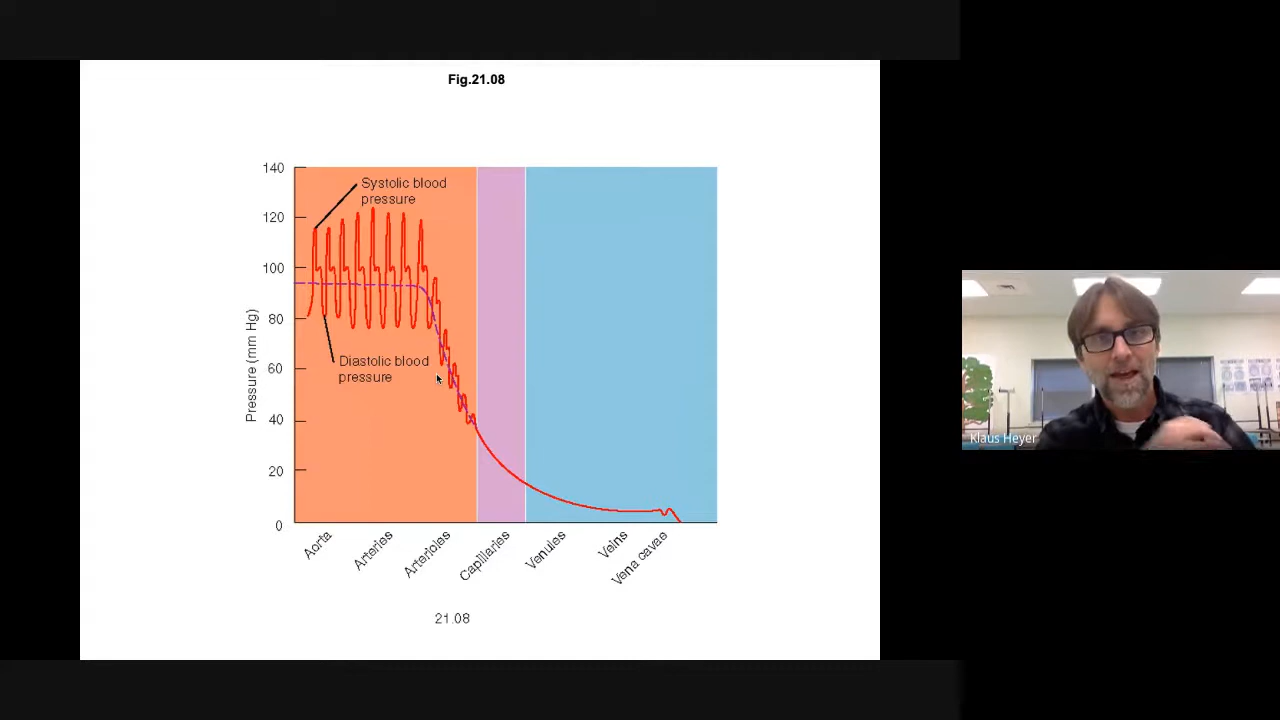 Fig.21.08
140
120
100
80
60
40
20
0
Pressure (mm Hg)
Systolic blood
pressure
Diastolic blood
pressure
Aorta
Arteries
Arterioles
Capillaries
Venules
Veins
Vena cavae
21.08
Klaus Heyer